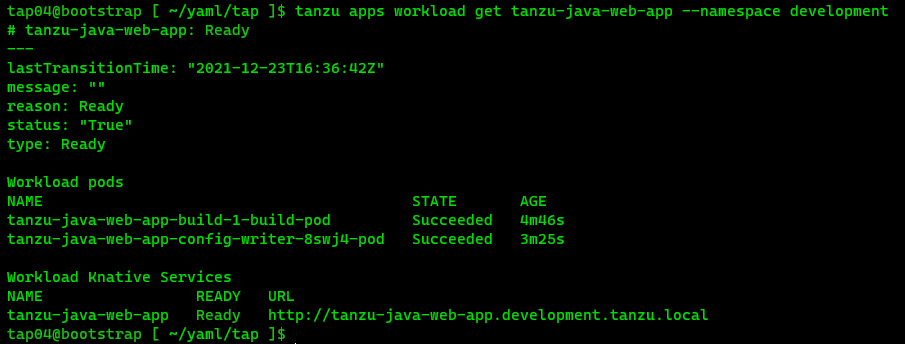 tap04@bootstrap [ ~/yaml/tap ]$ tanzu apps workload get tanzu-java-web-app --namespace development
# tanzu-java-web-app: Ready
---
lastTransitionTime: "2021-12-23T16:36:42Z"
message: ""
reason: Ready
status: "True"
type: Ready

Workload pods
NAME                                         STATE       AGE
tanzu-java-web-app-build-1-build-pod         Succeeded   4m46s
tanzu-java-web-app-config-writer-8swj4-pod   Succeeded   3m25s

Workload Knative Services
NAME                 READY   URL
tanzu-java-web-app   Ready   http://tanzu-java-web-app.development.tanzu.local
tap04@bootstrap [ ~/yaml/tap ]$